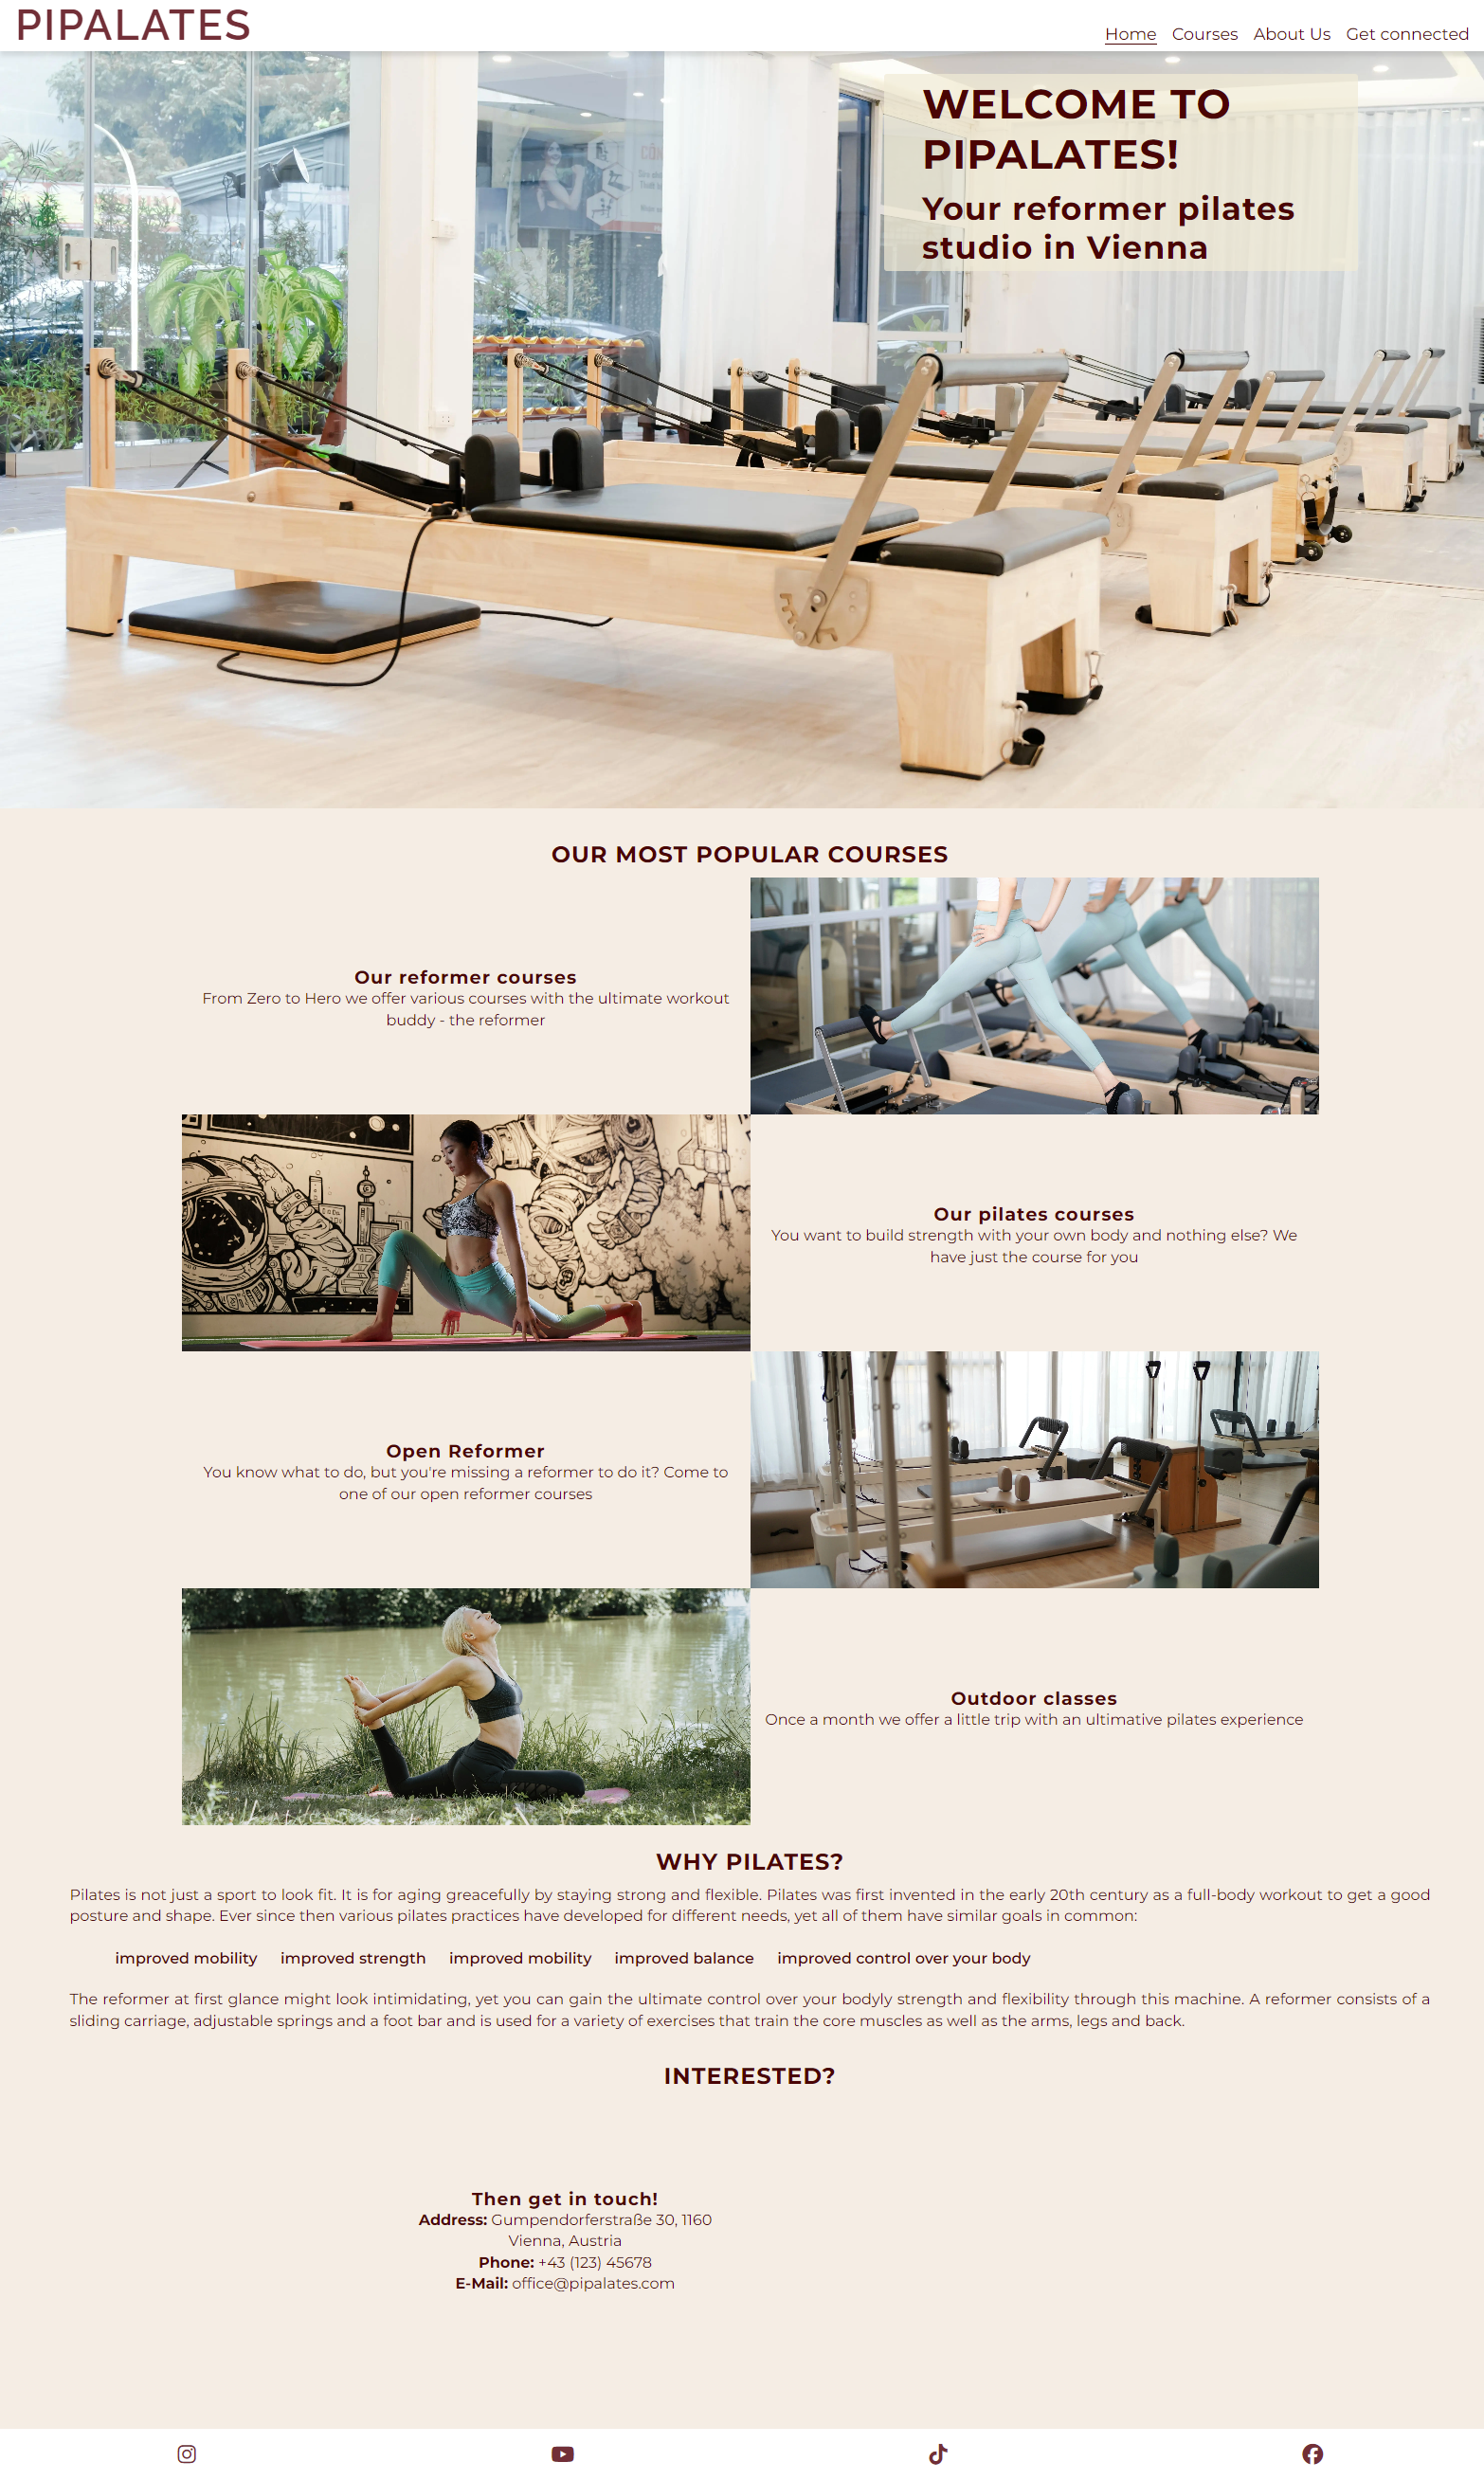 PIPALATES
Home Courses About Us Get connected
WELCOME TO
PIPALATES!
Your reformer pilates
studio in Vienna
OUR MOST POPULAR COURSES
Our reformer courses
From Zero to Hero we offer various courses with the ultimate workout
buddy - the reformer
Our pilates courses
You want to build strength with your own body and nothing else? We
have just the course for you
Open Reformer
You know what to do, but you're missing a reformer to do it? Come to
one of our open reformer courses
Outdoor classes
Once a month we offer a little trip with an ultimative pilates experience
WHY PILATES?
Pilates is not just a sport to look fit. It is for aging greacefully by staying strong and flexible. Pilates was first invented in the early 20th century as a full-body workout to get a good
posture and shape. Ever since then various pilates practices have developed for different needs, yet all of them have similar goals in common:
improved mobility improved strength improved mobility improved balance improved control over your body
The reformer at first glance might look intimidating, yet you can gain the ultimate control over your bodyly strength and flexibility through this machine. A reformer consists of a
sliding carriage, adjustable springs and a foot bar and is used for a variety of exercises that train the core muscles as well as the arms, legs and back.
INTERESTED?
Then get in touch!
Address: Gumpendorferstraße 30, 1160
Vienna, Austria
Phone: +43 (123) 45678
E-Mail: office@pipalates.com